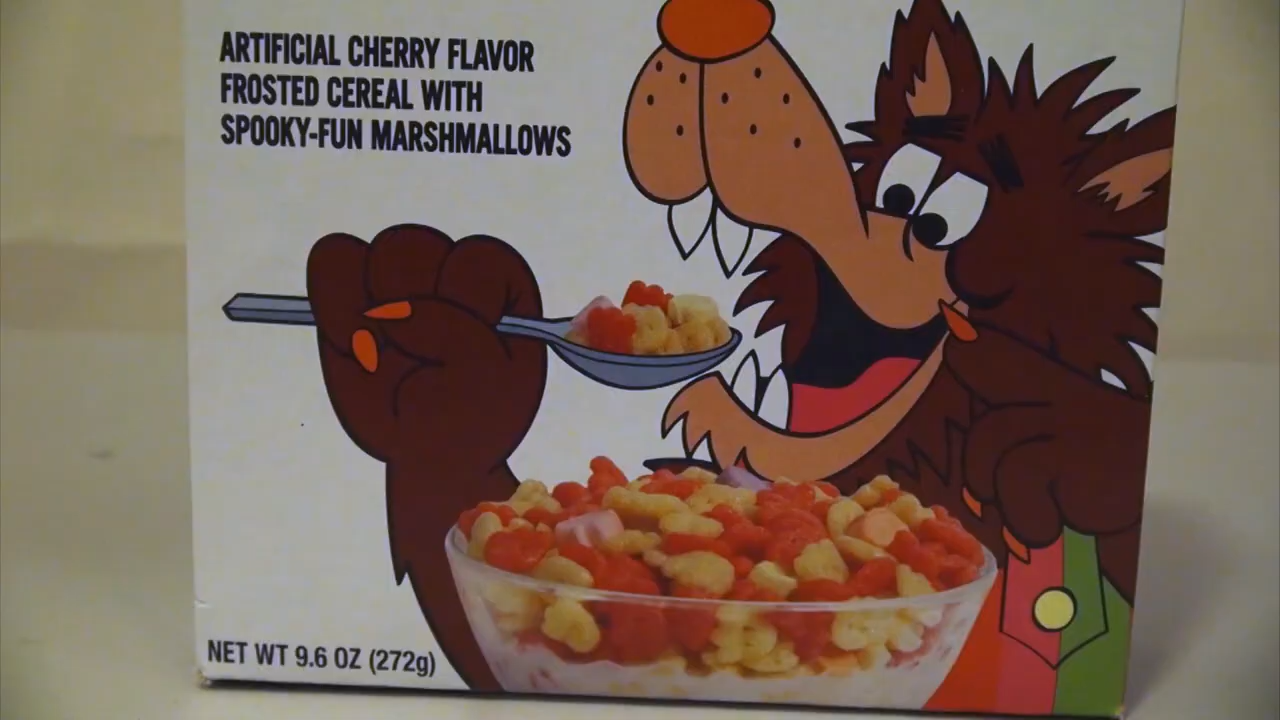 ARTIFICIAL CHERRY FLAVOR
FROSTED CEREAL WITH
SPOOKY-FUN MARSHMALLOWS
NET WT 9.6 OZ (272g)